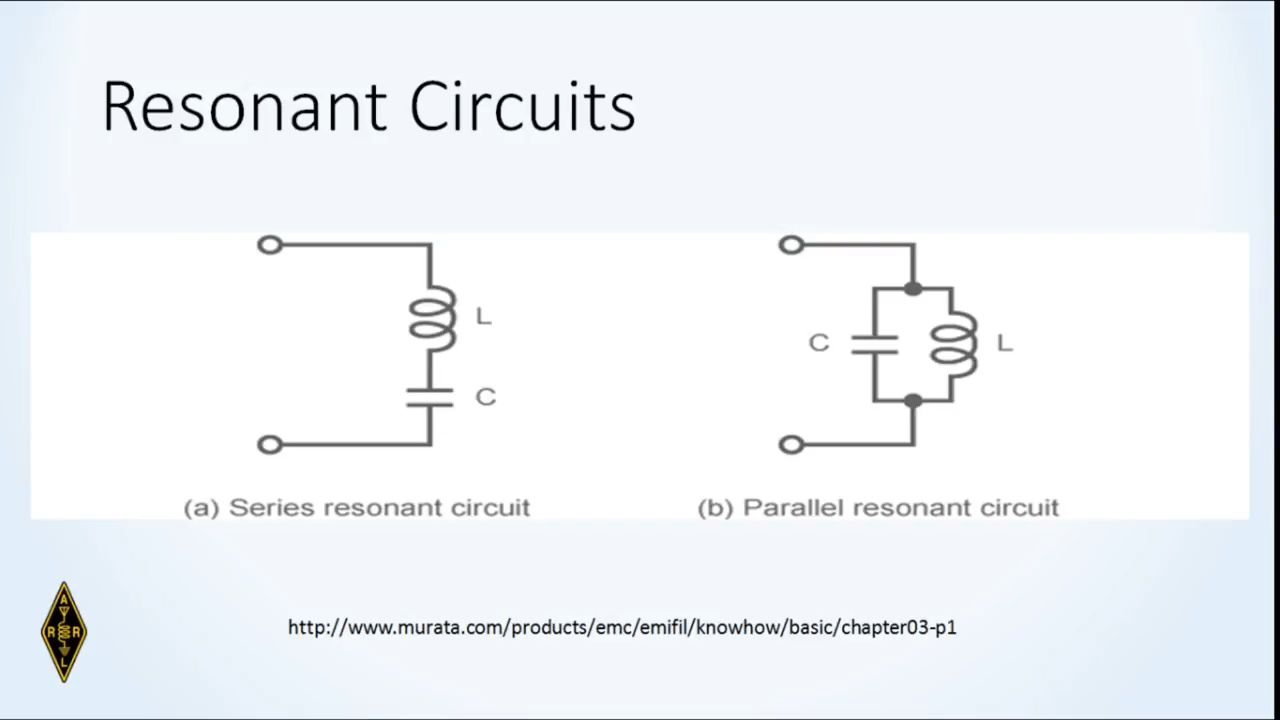 Resonant Circuits
L
C
(a) Series resonant circuit
C
L
(b) Parallel resonant circuit
A
R R
L
http://www.murata.com/products/emc/emifil/knowhow/basic/chapter03-p1